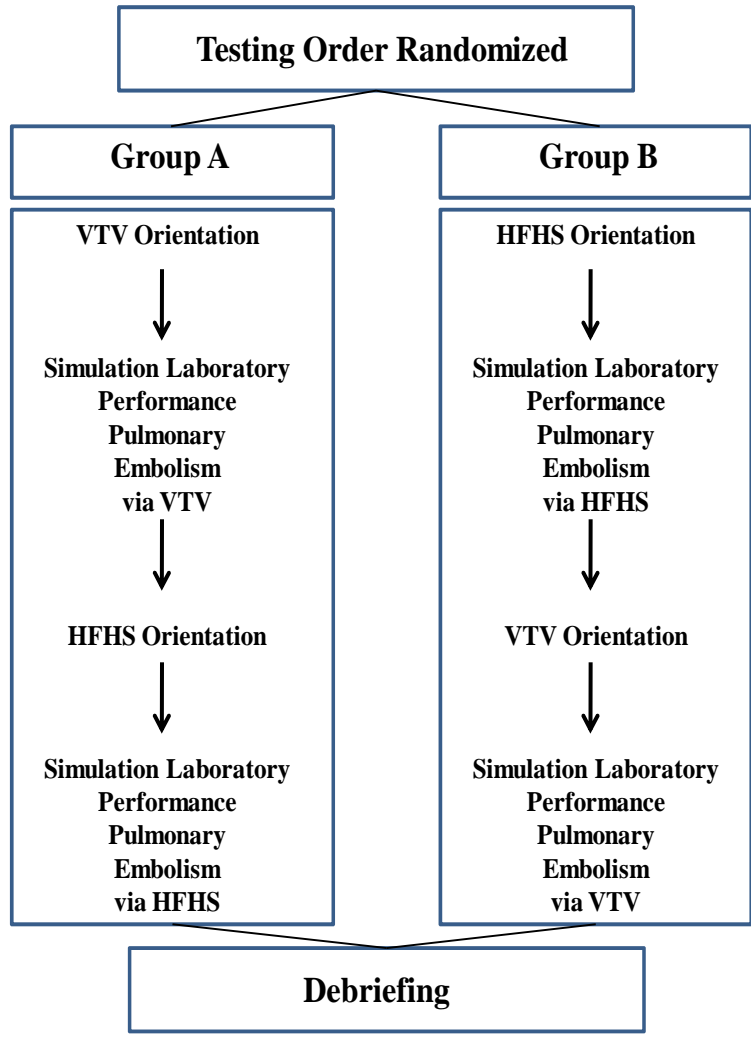 Testing Order Randomized
Group A
VTV Orientation
Simulation Laboratory
Performance
Pulmonary
Embolism
via VTV
HFHS Orientation
Simulation Laboratory
Performance
Pulmonary
Embolism
via HFHS
Group B
HFHS Orientation
Simulation Laboratory
Performance
Pulmonary
Embolism
via HFHS
VTV Orientation
Simulation Laboratory
Performance
Pulmonary
Embolism
via VTV
Debriefing